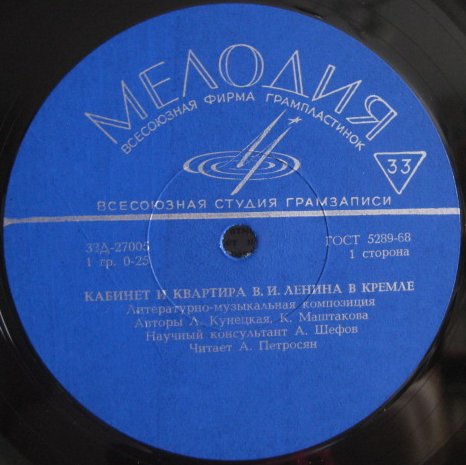 МЕЛОДИЯ
ВСЕСОЮЗНАЯ ФИРМА ГРАМПЛАСТИНОК
33
ВСЕСОЮЗНАЯ СТУДИЯ ГРАМЗАПИСИ
33Д-27005
ГОСТ 5289-68
1 гр. 0-25
1 сторона
КАБИНЕТ И КВАРТИРА В. И. ЛЕНИНА В КРЕМЛЕ
Литературно-музыкальная композиция
Авторы Л. Кунецкая, К. Маштакова
Научный консультант А. Шефов
Читает А. Петросян